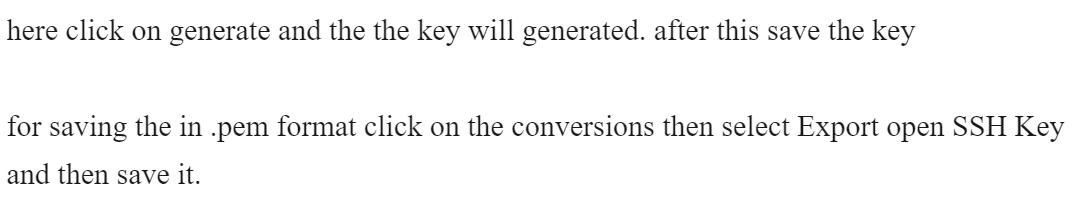 here click on generate and the the key will generated. after this save the key
for saving the in .pem format click on the conversions then select Export open SSH Key
and then save it.